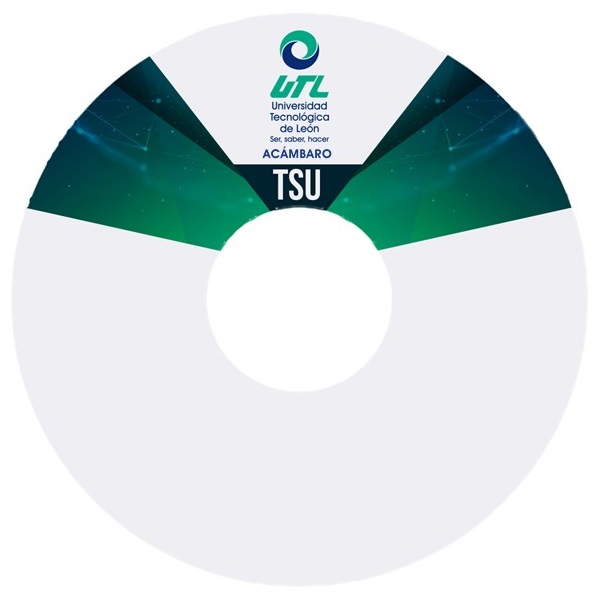 UTL
Universidad
Tecnológica
de León
Ser, saber, hacer
ACÁMBARO
TSU